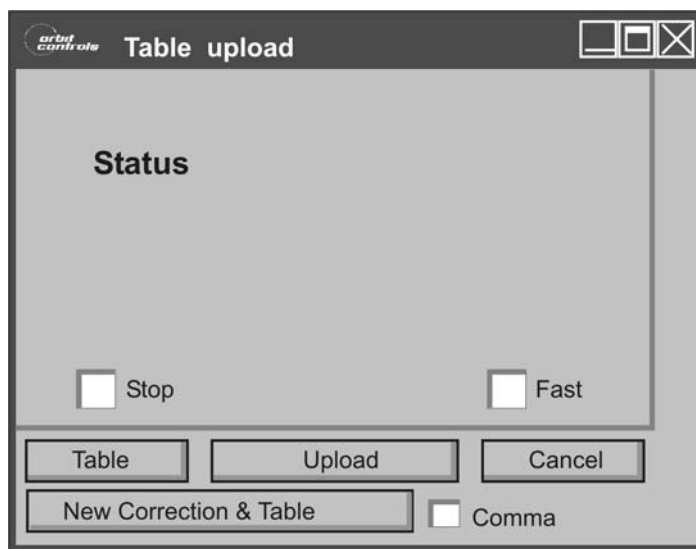 orbit
controls
Table upload
Status
Stop
Fast
Table
Upload
Cancel
New Correction & Table
Comma